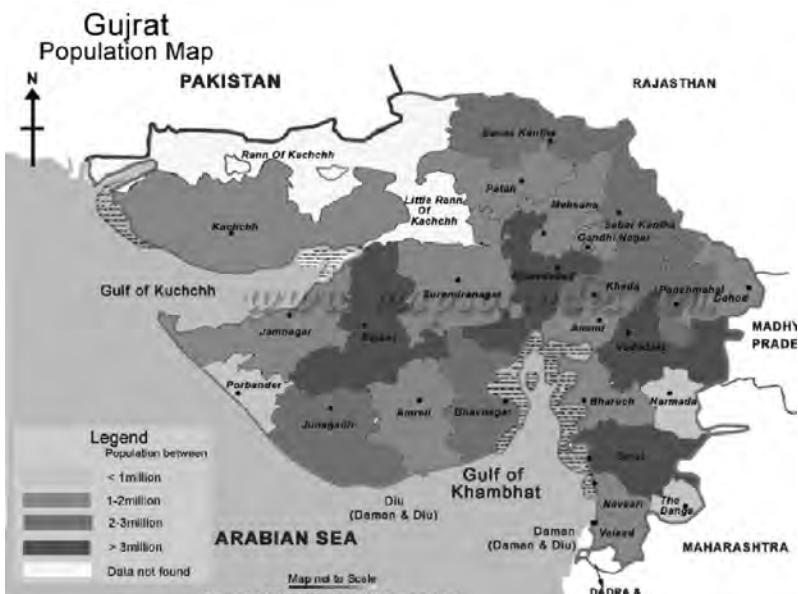 Gujrat
Population Map
N
PAKISTAN
RAJASTHAN
Banas Kantha
Rann Of Kachchh
Patan
Mehsana
Little Rann
Of
Kachchh
Kachchh
Sabar Kantha
Gandhi Nagar
Ahmedabad
Gulf of Kuchchh
Kheda
Panchmahal
Dahod
Jamnagar
Rajkot
Anand
Vadodara
MADHY
PRADE
Porbander
Junagadh
Amreli
Bhavnagar
Bharuch
Narmada
Legend
Population between
< 1million
1-2million
2-3million
> 3million
Data not found
Gulf of
Khambhat
Surat
Diu
(Daman & Diu)
Navsari
The
Dangs
Daman
(Daman & Diu)
Valsad
ARABIAN SEA
MAHARASHTRA
Map not to Scale
DADRA &